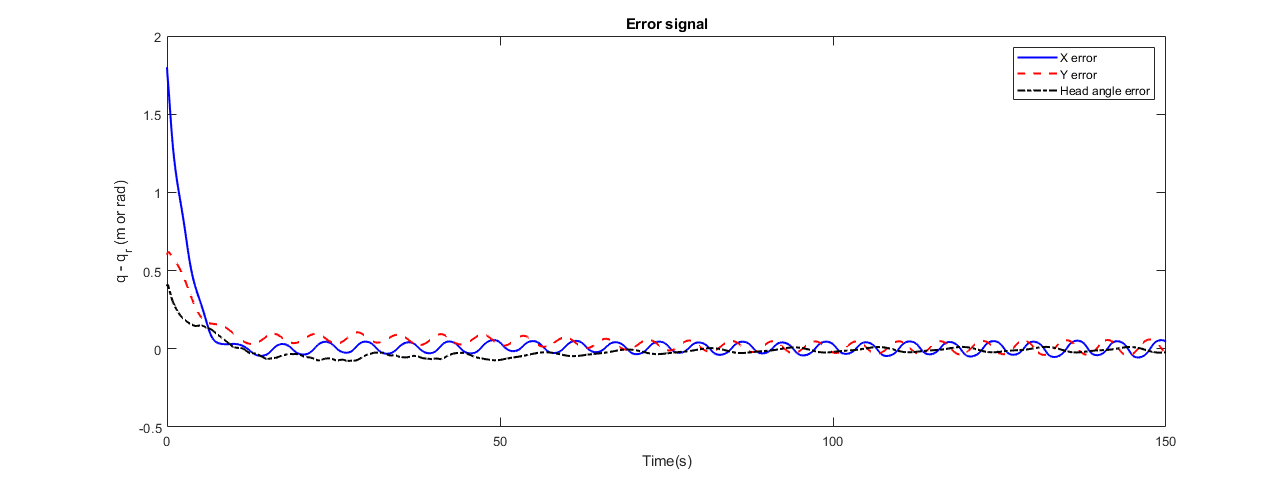 Error signal
2
1.5
1
0.5
0
-0.5
q - qr (m or rad)
X error
Y error
Head angle error
0
50
100
150
Time(s)